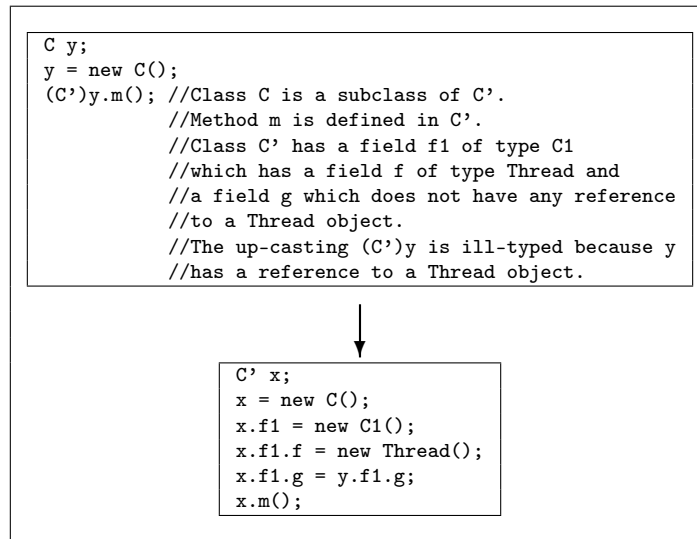 C y;
y = new C();
(C’)y.m(); //Class C is a subclass of C’.
//Method m is defined in C’.
//Class C’ has a field f1 of type C1
//which has a field f of type Thread and
//a field g which does not have any reference
//to a Thread object.
//The up-casting (C’)y is ill-typed because y
//has a reference to a Thread object.
C’ x;
x = new C();
x.f1 = new C1();
x.f1.f = new Thread();
x.f1.g = y.f1.g;
x.m();